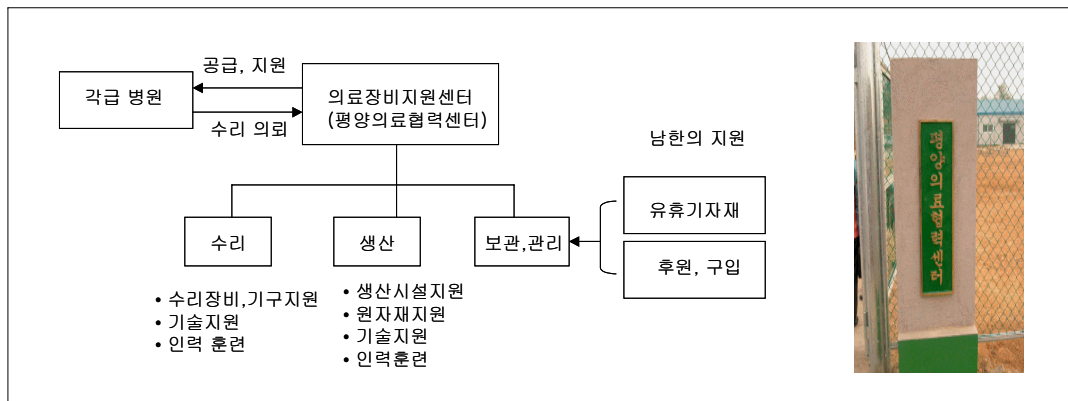 공급, 지원
각급 병원
의료장비지원센터
(평양의료협력센터)
수리 의뢰
남한의 지원
유휴기자재
수리
생산
보관,관리
후원, 구입
• 수리장비,기구지원
• 기술지원
• 인력 훈련
• 생산시설지원
• 원자재지원
• 기술지원
• 인력훈련
평양의료협력센터